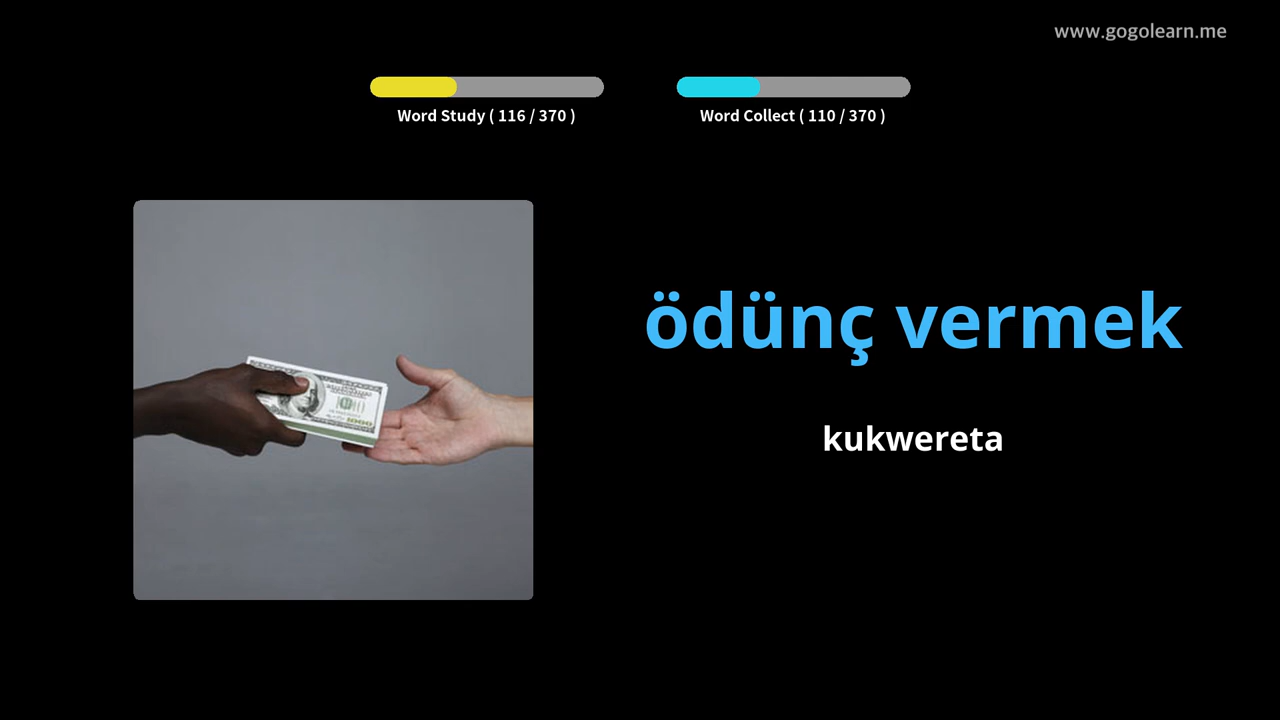 www.gogolearn.me
Word Study ( 116 / 370 )
Word Collect ( 110 / 370 )
ödünç vermek
kukwereta